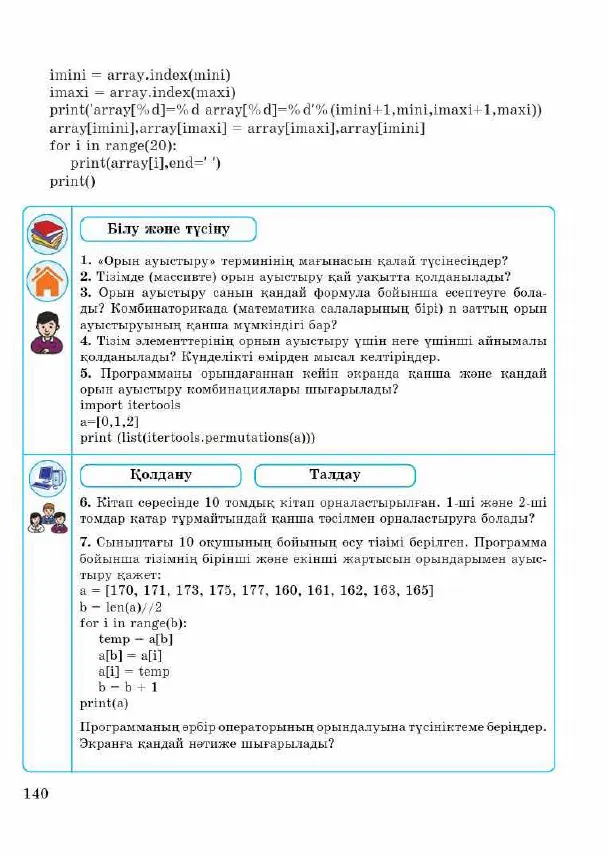 imini = array.index(mini)
imaxi = array.index(maxi)
print('array[%d]=%d array[%d]=%d'%(imini+1,mini,imaxi+1,maxi))
array[imini],array[imaxi] = array[imaxi],array[imini]
for i in range(20):
print(array[i],end=' ')
print()
Білу және түсіну
1. «Орын ауыстыру» терминінің мағынасын қалай түсінесіңдер?
2. Тізімде (массивте) орын ауыстыру қай уақытта қолданылады?
3. Орын ауыстыру санын қандай формула бойынша есептеуге бола-
ды? Комбинаторикада (математика салаларының бірі) n заттың орын
ауыстыруының қанша мүмкіндігі бар?
4. Тізім элементтерінің орнын ауыстыру үшін неге үшінші айнымалы
қолданылады? Күнделікті өмірден мысал келтіріңдер.
5. Программаны орындағаннан кейін экранда қанша және қандай
орын ауыстыру комбинациялары шығарылады?
import itertools
a=[0,1,2]
print (list(itertools.permutations(a)))
Қолдану
Талдау
6. Кітап сөресінде 10 томдық кітап орналастырылған. 1-ші және 2-ші
томдар қатар тұрмайтындай қанша тәсілмен орналастыруға болады?
7. Сыныптағы 10 оқушының бойының өсу тізімі берілген. Программа
бойынша тізімнің бірінші және екінші жартысын орындарымен ауыс-
тыру қажет:
a = [170, 171, 173, 175, 177, 160, 161, 162, 163, 165]
b = len(a)//2
for i in range(b):
temp = a[b]
a[b] = a[i]
a[i] = temp
b = b + 1
print(a)
Программаның әрбір операторының орындалуына түсініктеме беріңдер.
Экранға қандай нәтиже шығарылады?
140